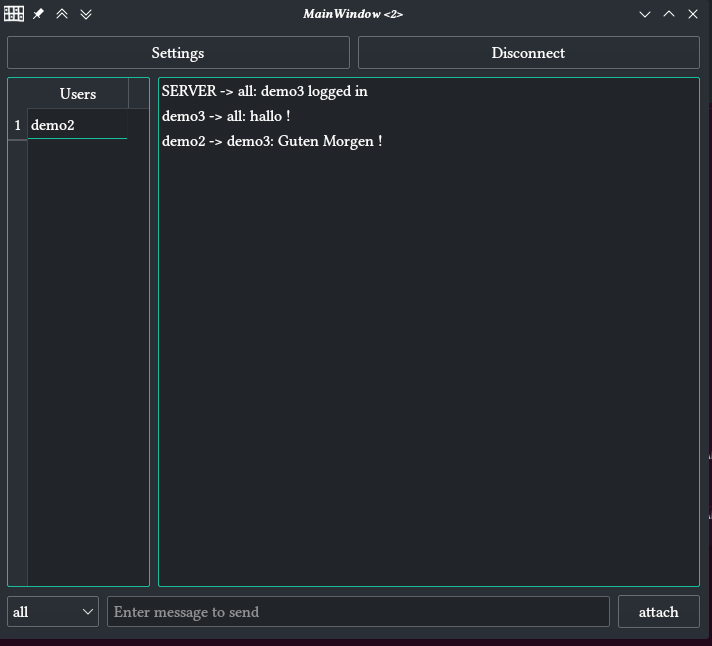 MainWindow <2>
Settings
Disconnect
Users
1 demo2
SERVER -> all: demo3 logged in
demo3 -> all: hallo !
demo2 -> demo3: Guten Morgen !
all
Enter message to send
attach